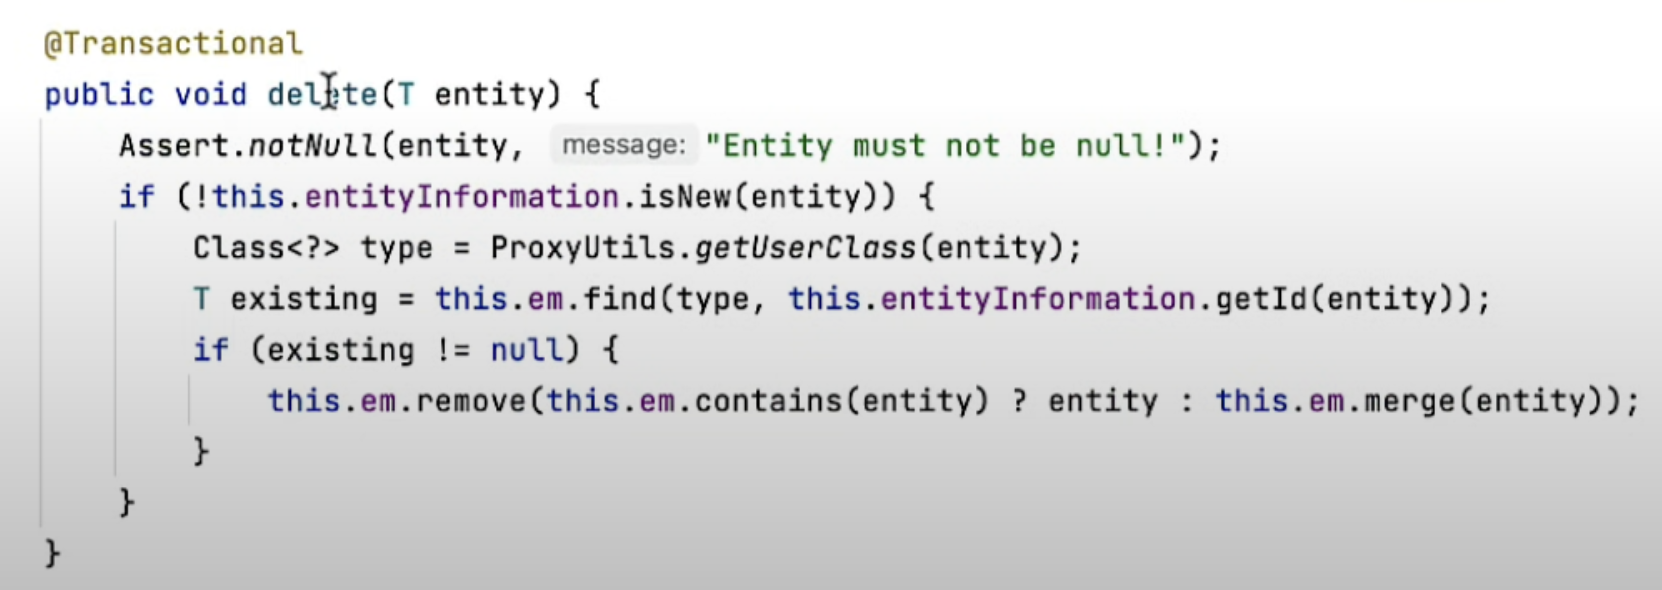 @Transactional
public void delete(T entity) {
    Assert.notNull(entity, message: "Entity must not be null!");
    if (!this.entityInformation.isNew(entity)) {
        Class<?> type = ProxyUtils.getUserClass(entity);
        T existing = this.em.find(type, this.entityInformation.getId(entity));
        if (existing != null) {
            this.em.remove(this.em.contains(entity) ? entity : this.em.merge(entity));
        }
    }
}